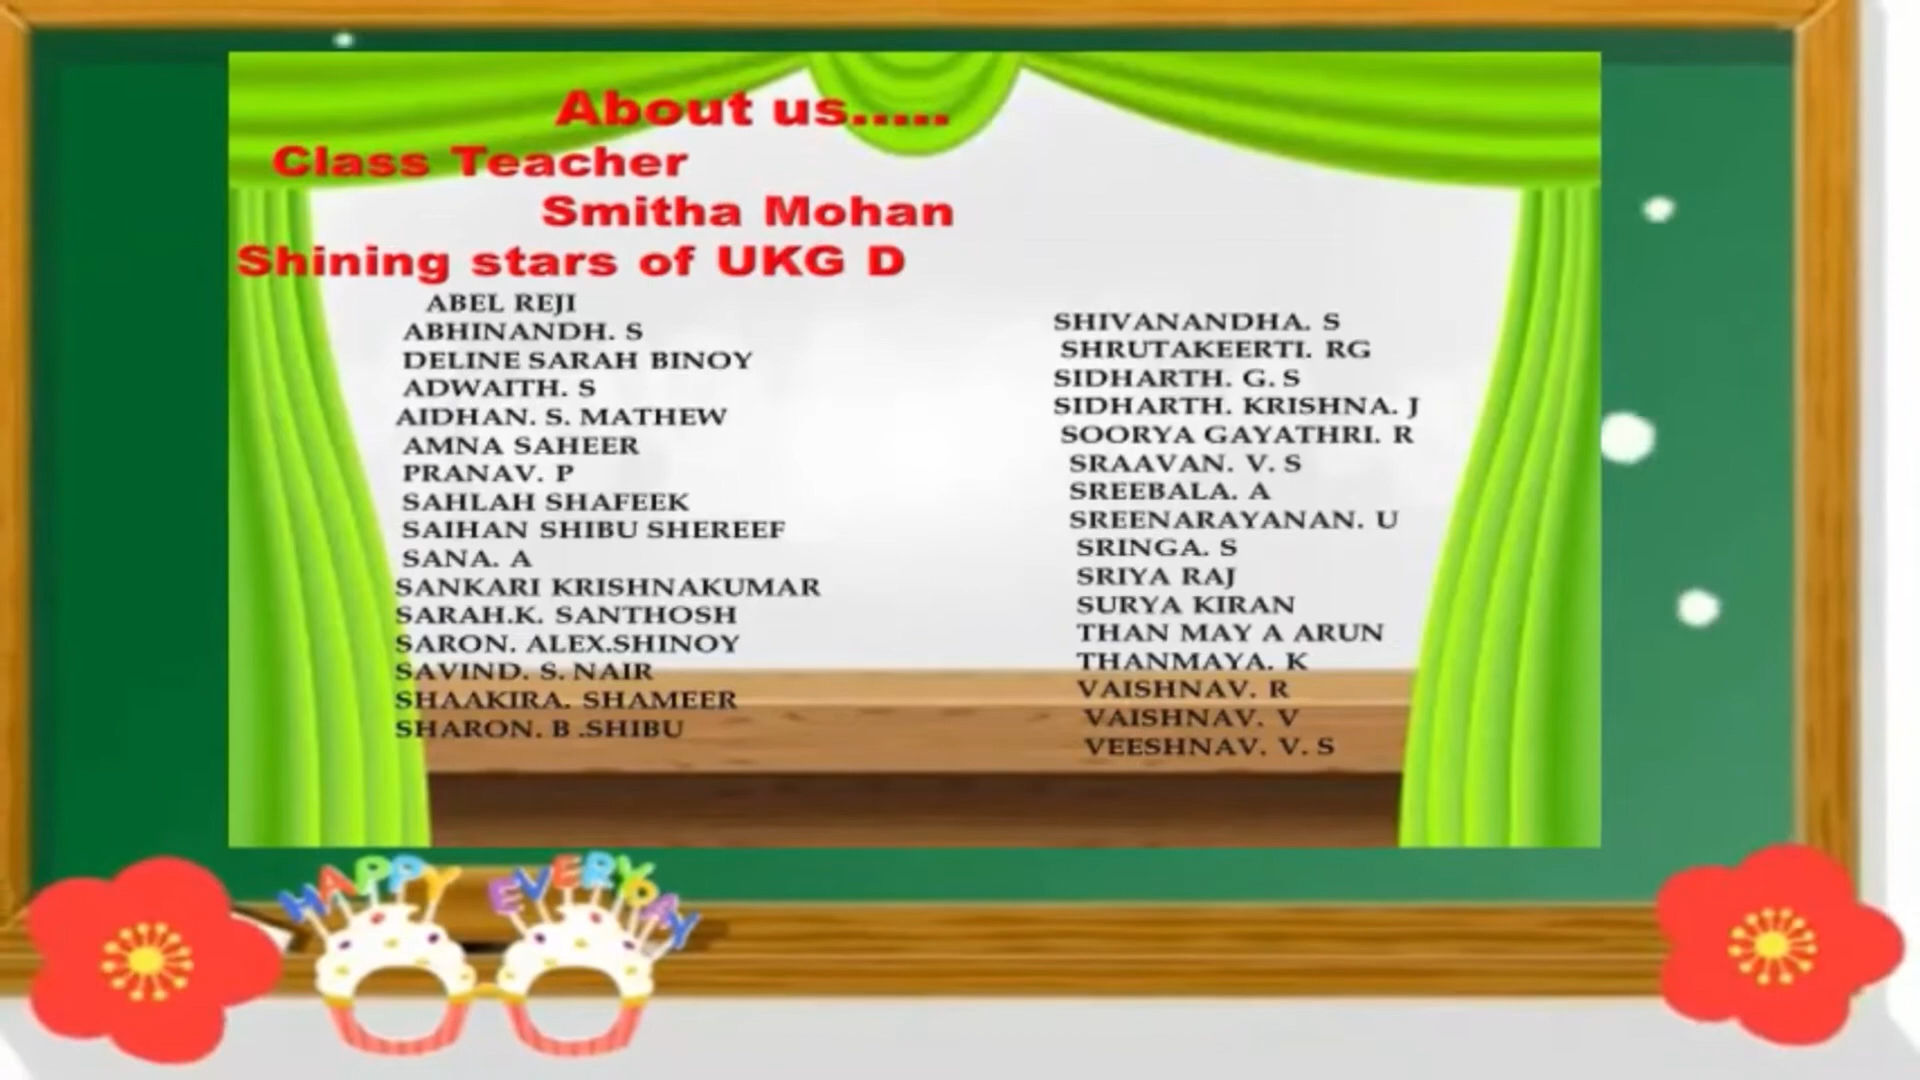 About us.....
Class Teacher
Smitha Mohan
Shining stars of UKG D
ABEL REJI
ABHINANDH. S
DELINE SARAH BINOY
ADWAITH. S
AIDHAN. S. MATHEW
AMNA SAHEER
PRANAV. P
SAHLAH SHAFEEK
SAIHAN SHIBU SHEREEF
SANA. A
SANKARI KRISHNAKUMAR
SARAH.K. SANTHOSH
SARON. ALEX.SHINOY
SAVIND. S. NAIR
SHAAKIRA. SHAMEER
SHARON. B .SHIBU
SHIVANANDHA. S
SHRUTAKEERTI. RG
SIDHARTH. G. S
SIDHARTH. KRISHNA. J
SOORYA GAYATHRI. R
SRAAVAN. V. S
SREEBALA. A
SREENARAYANAN. U
SRINGA. S
SRIYA RAJ
SURYA KIRAN
THAN MAY A ARUN
THANMAYA. K
VAISHNAV. R
VAISHNAV. V
VEESHNAV. V. S
HAPPY EVERYDAY